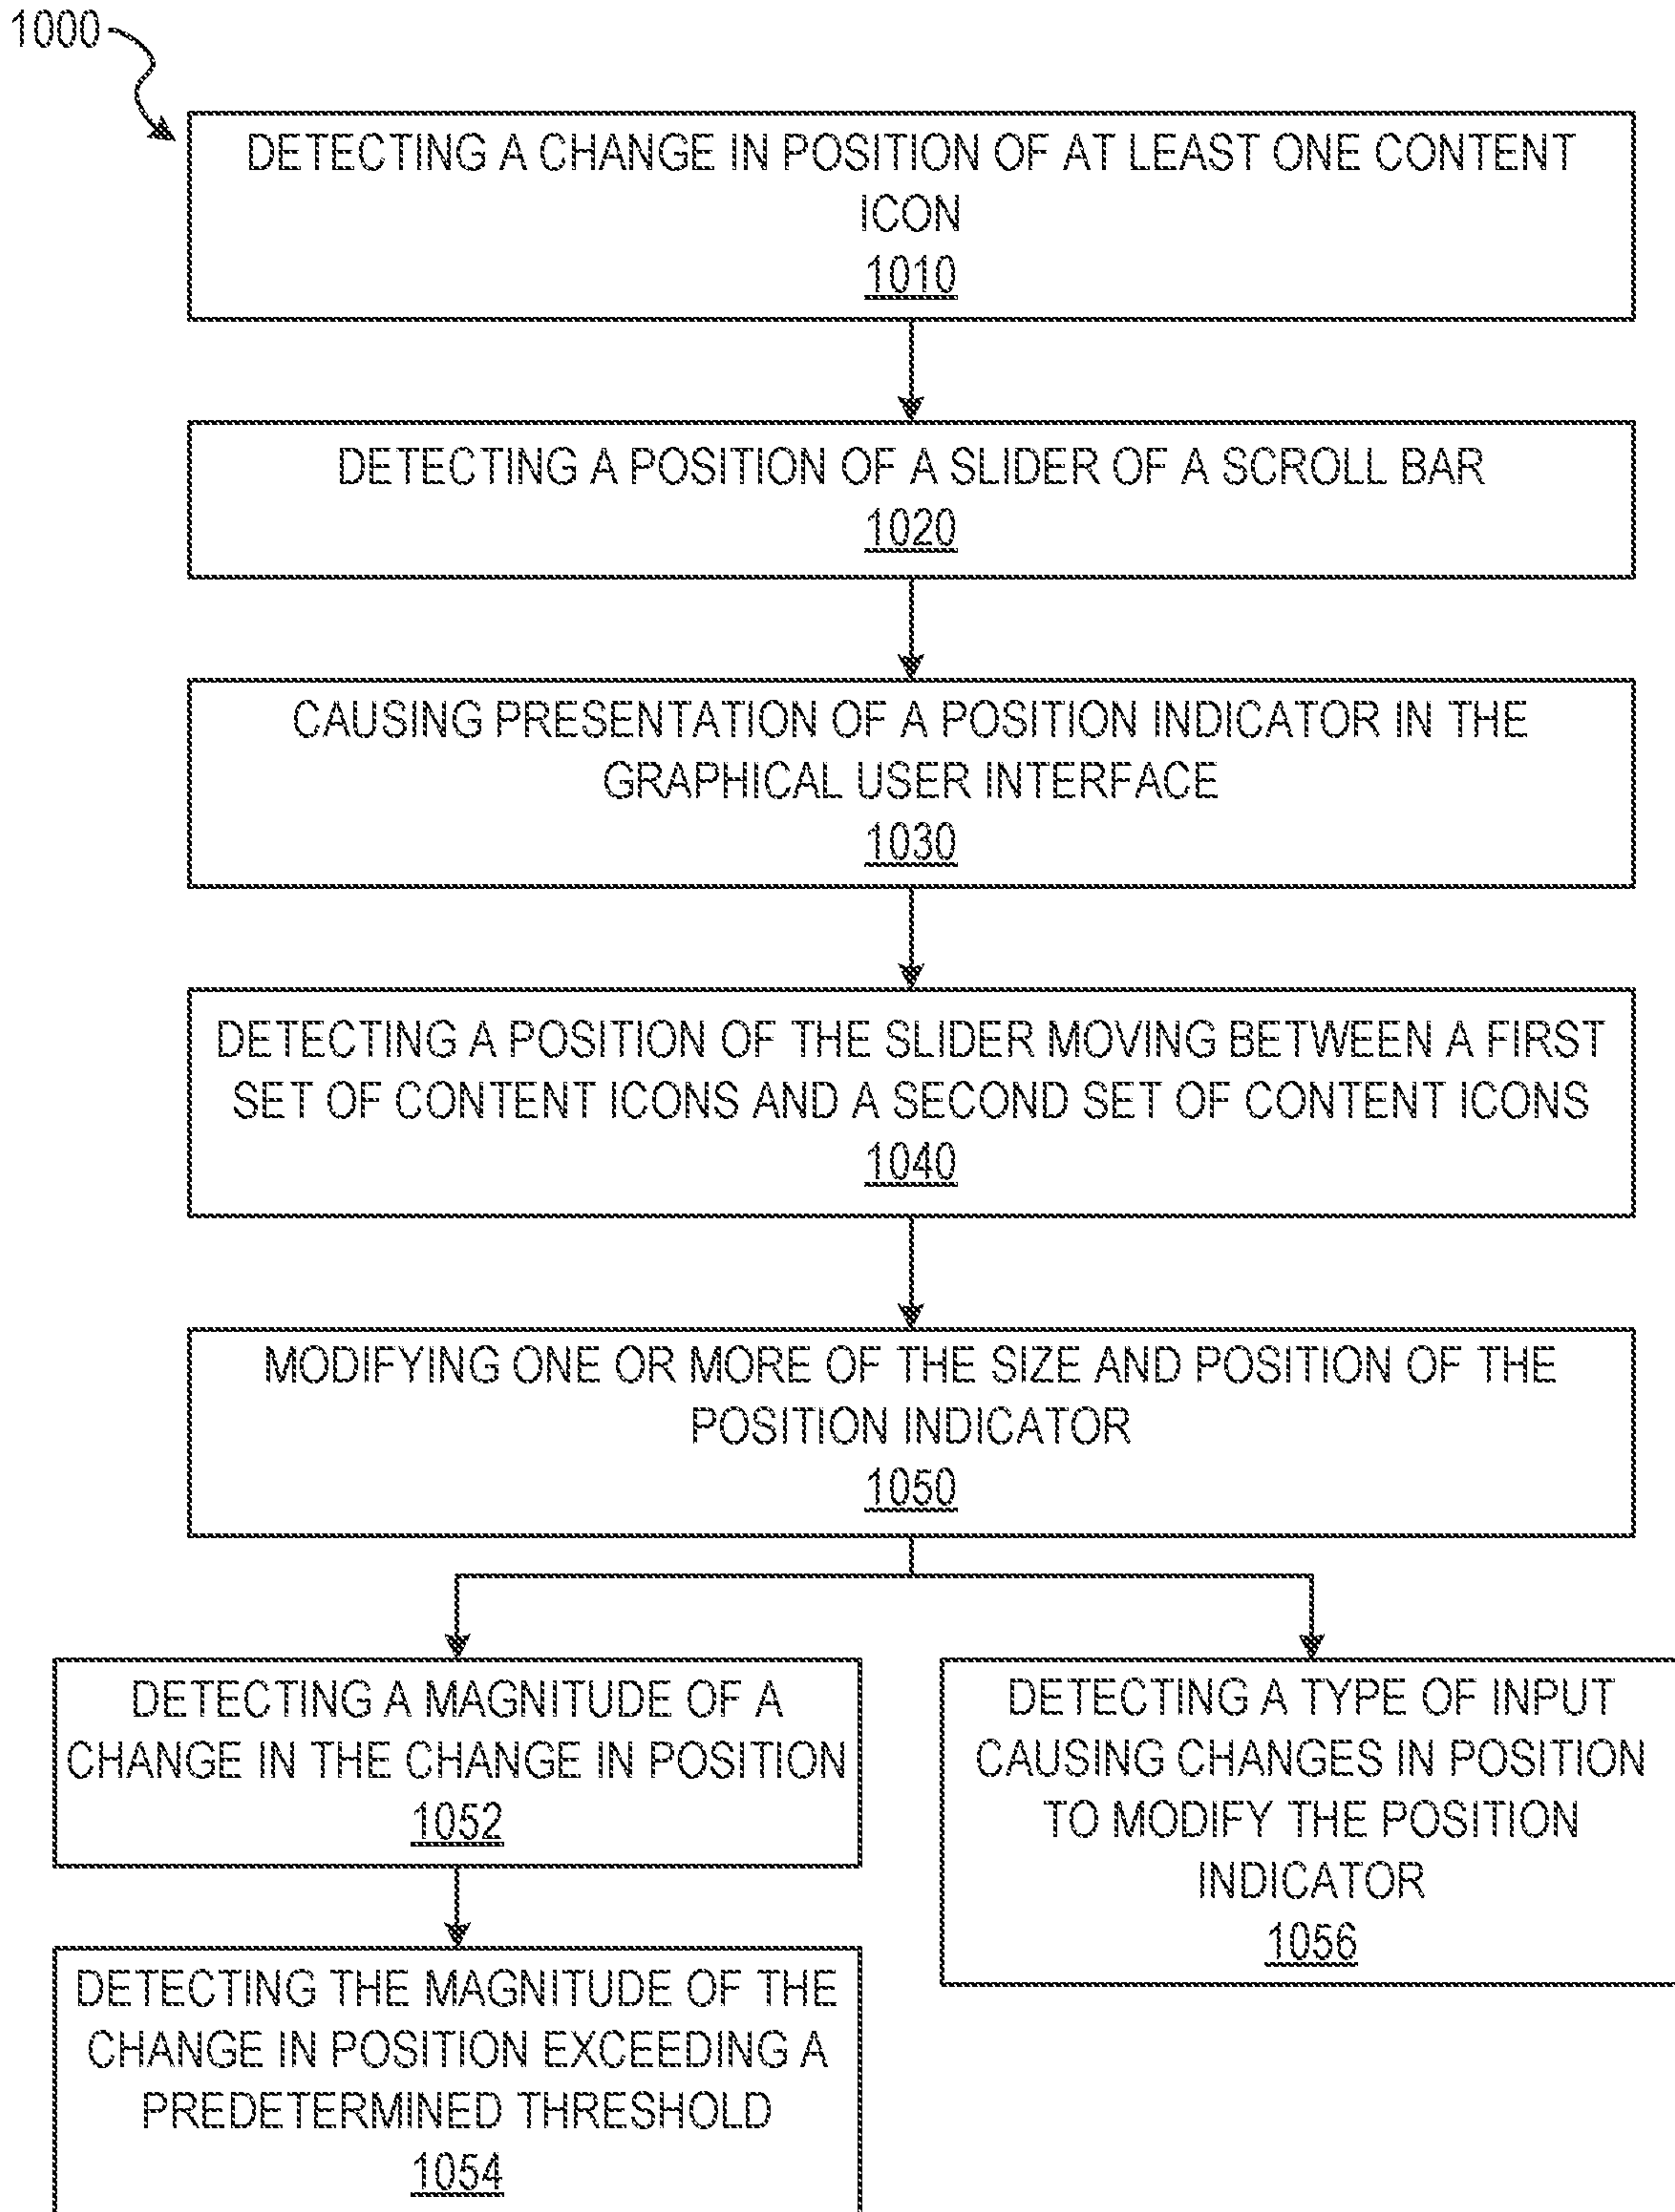 1000
DETECTING A CHANGE IN POSITION OF AT LEAST ONE CONTENT
ICON
1010
DETECTING A POSITION OF A SLIDER OF A SCROLL BAR
1020
CAUSING PRESENTATION OF A POSITION INDICATOR IN THE
GRAPHICAL USER INTERFACE
1030
DETECTING A POSITION OF THE SLIDER MOVING BETWEEN A FIRST
SET OF CONTENT ICONS AND A SECOND SET OF CONTENT ICONS
1040
MODIFYING ONE OR MORE OF THE SIZE AND POSITION OF THE
POSITION INDICATOR
1050
DETECTING A MAGNITUDE OF A
CHANGE IN THE CHANGE IN POSITION
1052
DETECTING THE MAGNITUDE OF THE
CHANGE IN POSITION EXCEEDING A
PREDETERMINED THRESHOLD
1054
DETECTING A TYPE OF INPUT
CAUSING CHANGES IN POSITION
TO MODIFY THE POSITION
INDICATOR
1056